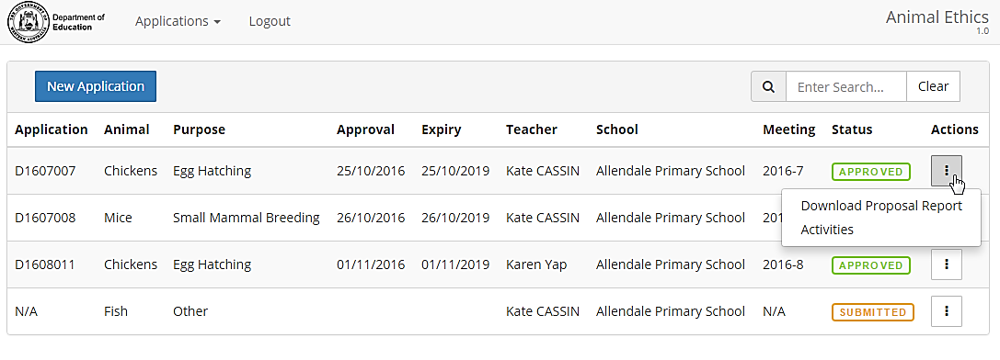 Department of
Education
Applications
Logout
Animal Ethics
1.0
New Application
Enter Search...
Clear
Application Animal Purpose Approval Expiry Teacher School Meeting Status Actions
D1607007 Chickens Egg Hatching 25/10/2016 25/10/2019 Kate CASSIN Allendale Primary School 2016-7 APPROVED
Download Proposal Report
Activities
D1607008 Mice Small Mammal Breeding 26/10/2016 26/10/2019 Kate CASSIN Allendale Primary School
D1608011 Chickens Egg Hatching 01/11/2016 01/11/2019 Karen Yap Allendale Primary School 2016-8 APPROVED
N/A Fish Other Kate CASSIN Allendale Primary School N/A SUBMITTED